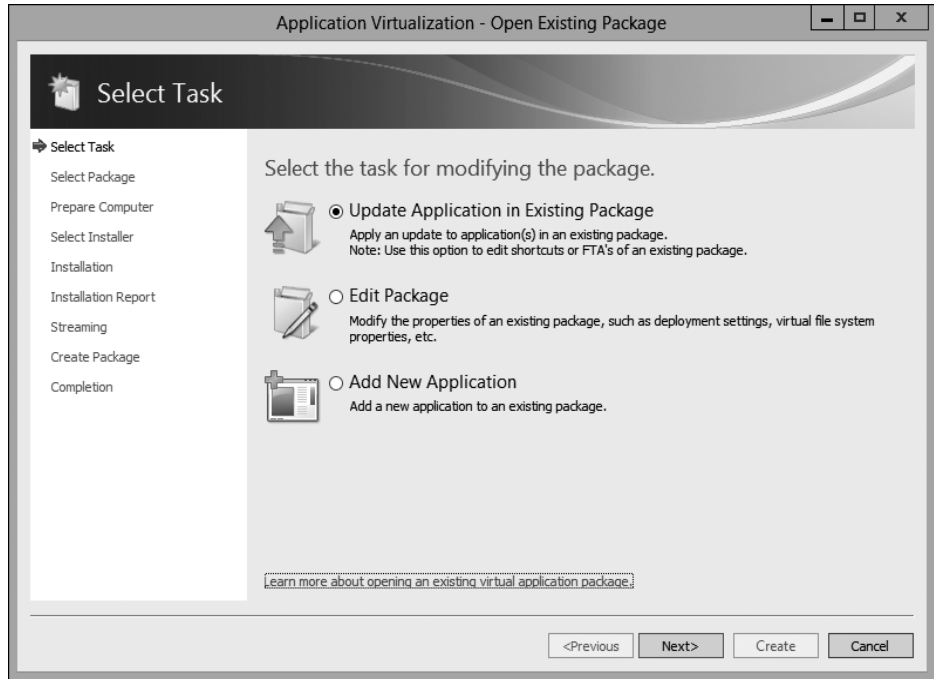 Application Virtualization - Open Existing Package
Select Task
Select Task
Select Package
Prepare Computer
Select Installer
Installation
Installation Report
Streaming
Create Package
Completion
Select the task for modifying the package.
Update Application in Existing Package
Apply an update to application(s) in an existing package.
Note: Use this option to edit shortcuts or FTA's of an existing package.
Edit Package
Modify the properties of an existing package, such as deployment settings, virtual file system
properties, etc.
Add New Application
Add a new application to an existing package.
Learn more about opening an existing virtual application package.
<Previous
Next>
Create
Cancel